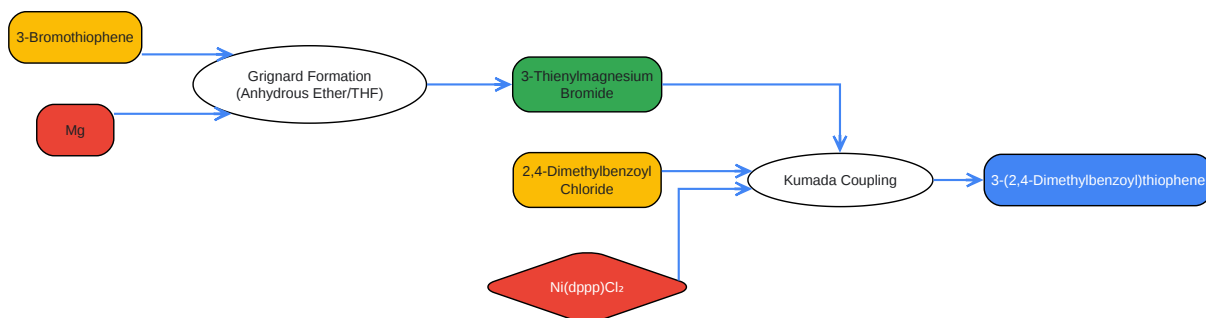 3-Bromothiophene
Mg
Grignard Formation
(Anhydrous Ether/THF)
3-Thienylmagnesium
Bromide
2,4-Dimethylbenzoyl
Chloride
Ni(dppp)Cl₂
Kumada Coupling
3-(2,4-Dimethylbenzoyl)thiophene